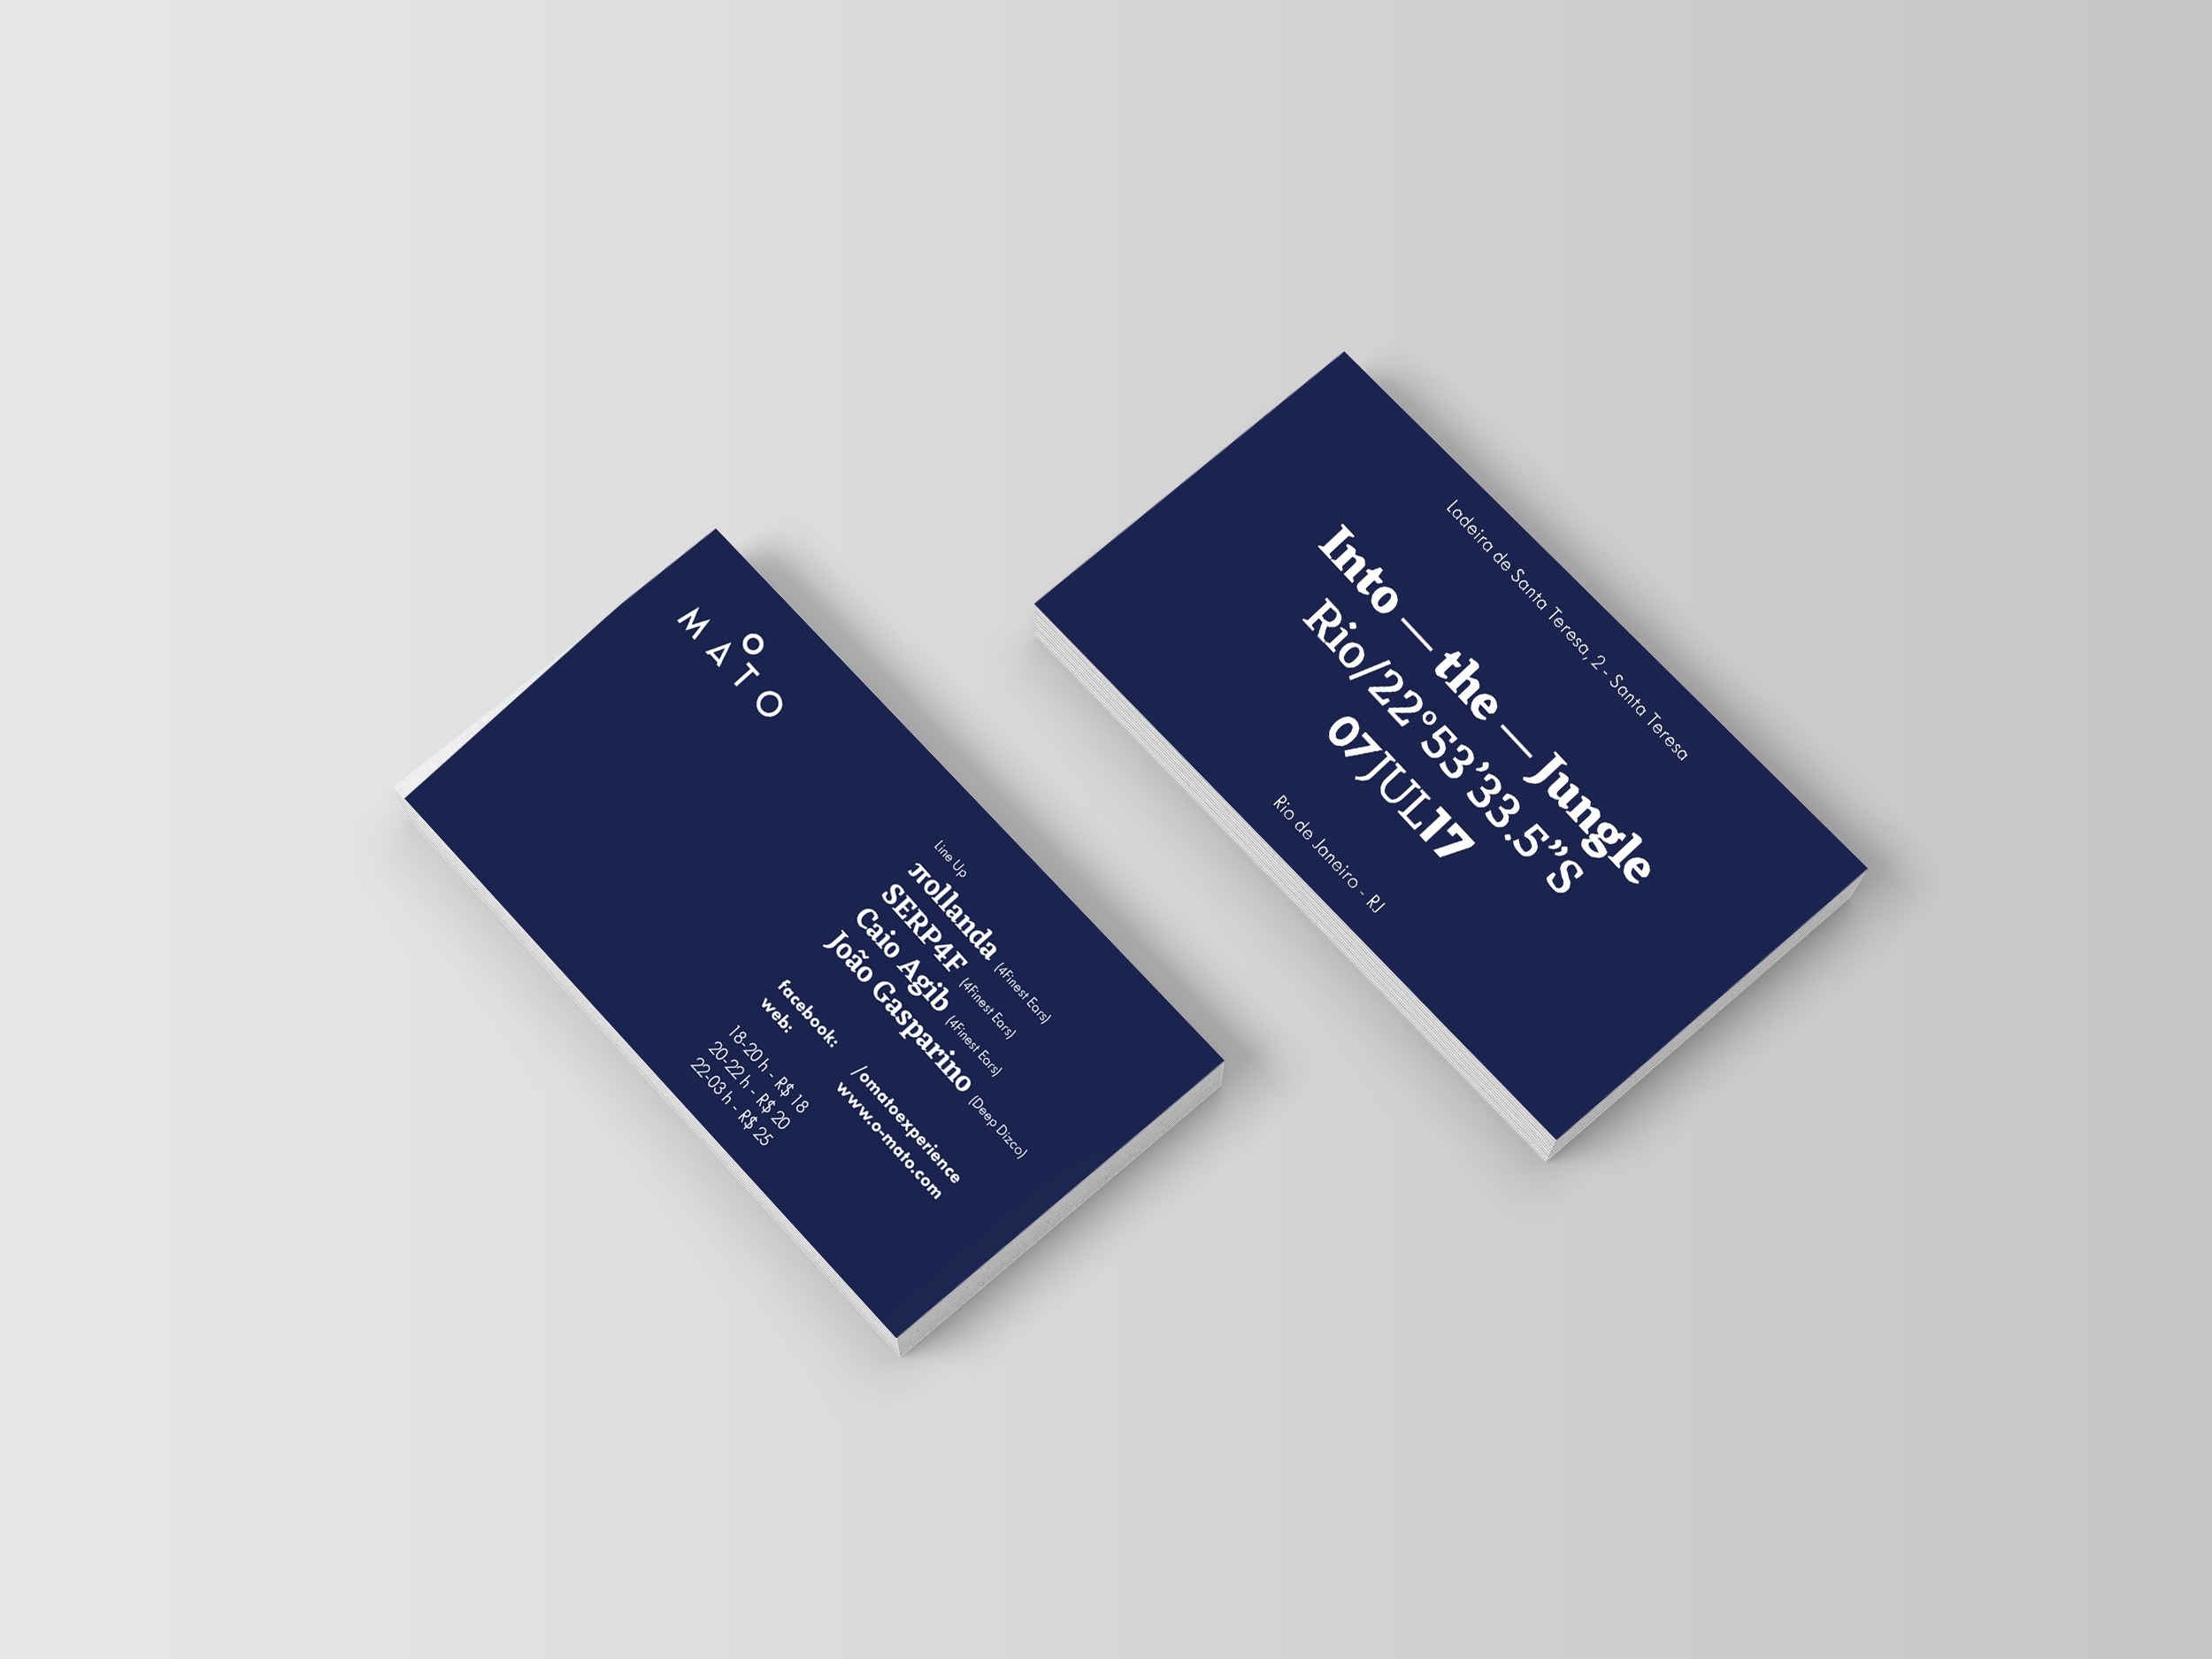 O
MATO
Line Up
πollanda (4Finest Ears)
SERP4F (4Finest Ears)
Caio Agib (4Finest Ears)
João Gasparino (Deep Dizco)
facebook: /omatoexperience
web: www.o-mato.com
18-20 h - R$ 18
20-22 h - R$ 20
22-03 h - R$ 25
Ladeira de Santa Teresa, 2 - Santa Teresa
Into — the — Jungle
Rio//22°53’33.5”S
07JUL17
Rio de Janeiro - RJ